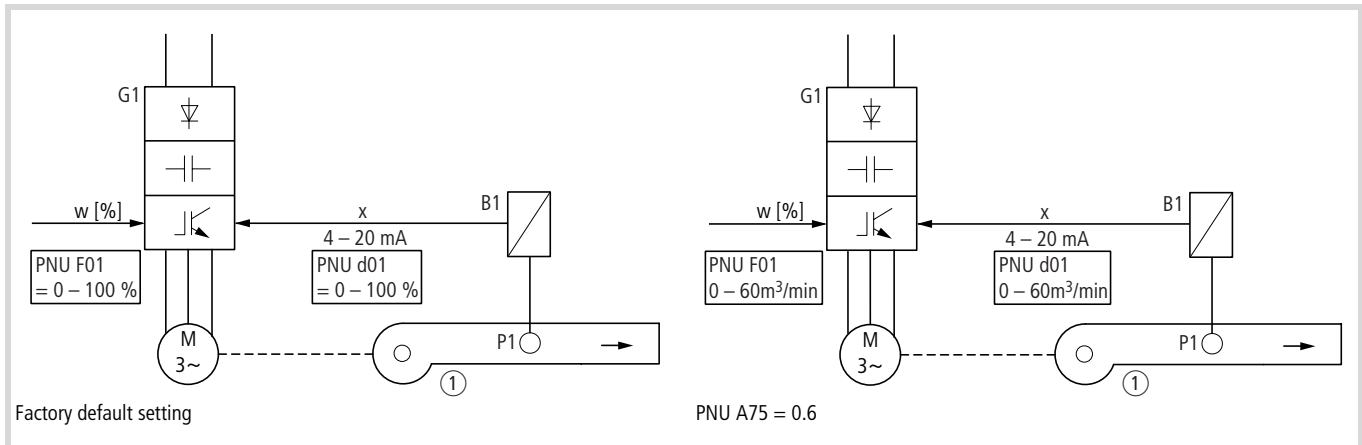 G1
w [%]
x
B1
4 – 20 mA
PNU F01
= 0 – 100 %
PNU d01
= 0 – 100 %
M
3~
P1
1
Factory default setting
G1
w [%]
x
B1
4 – 20 mA
PNU F01
0 – 60m³/min
PNU d01
0 – 60m³/min
M
3~
P1
1
PNU A75 = 0.6